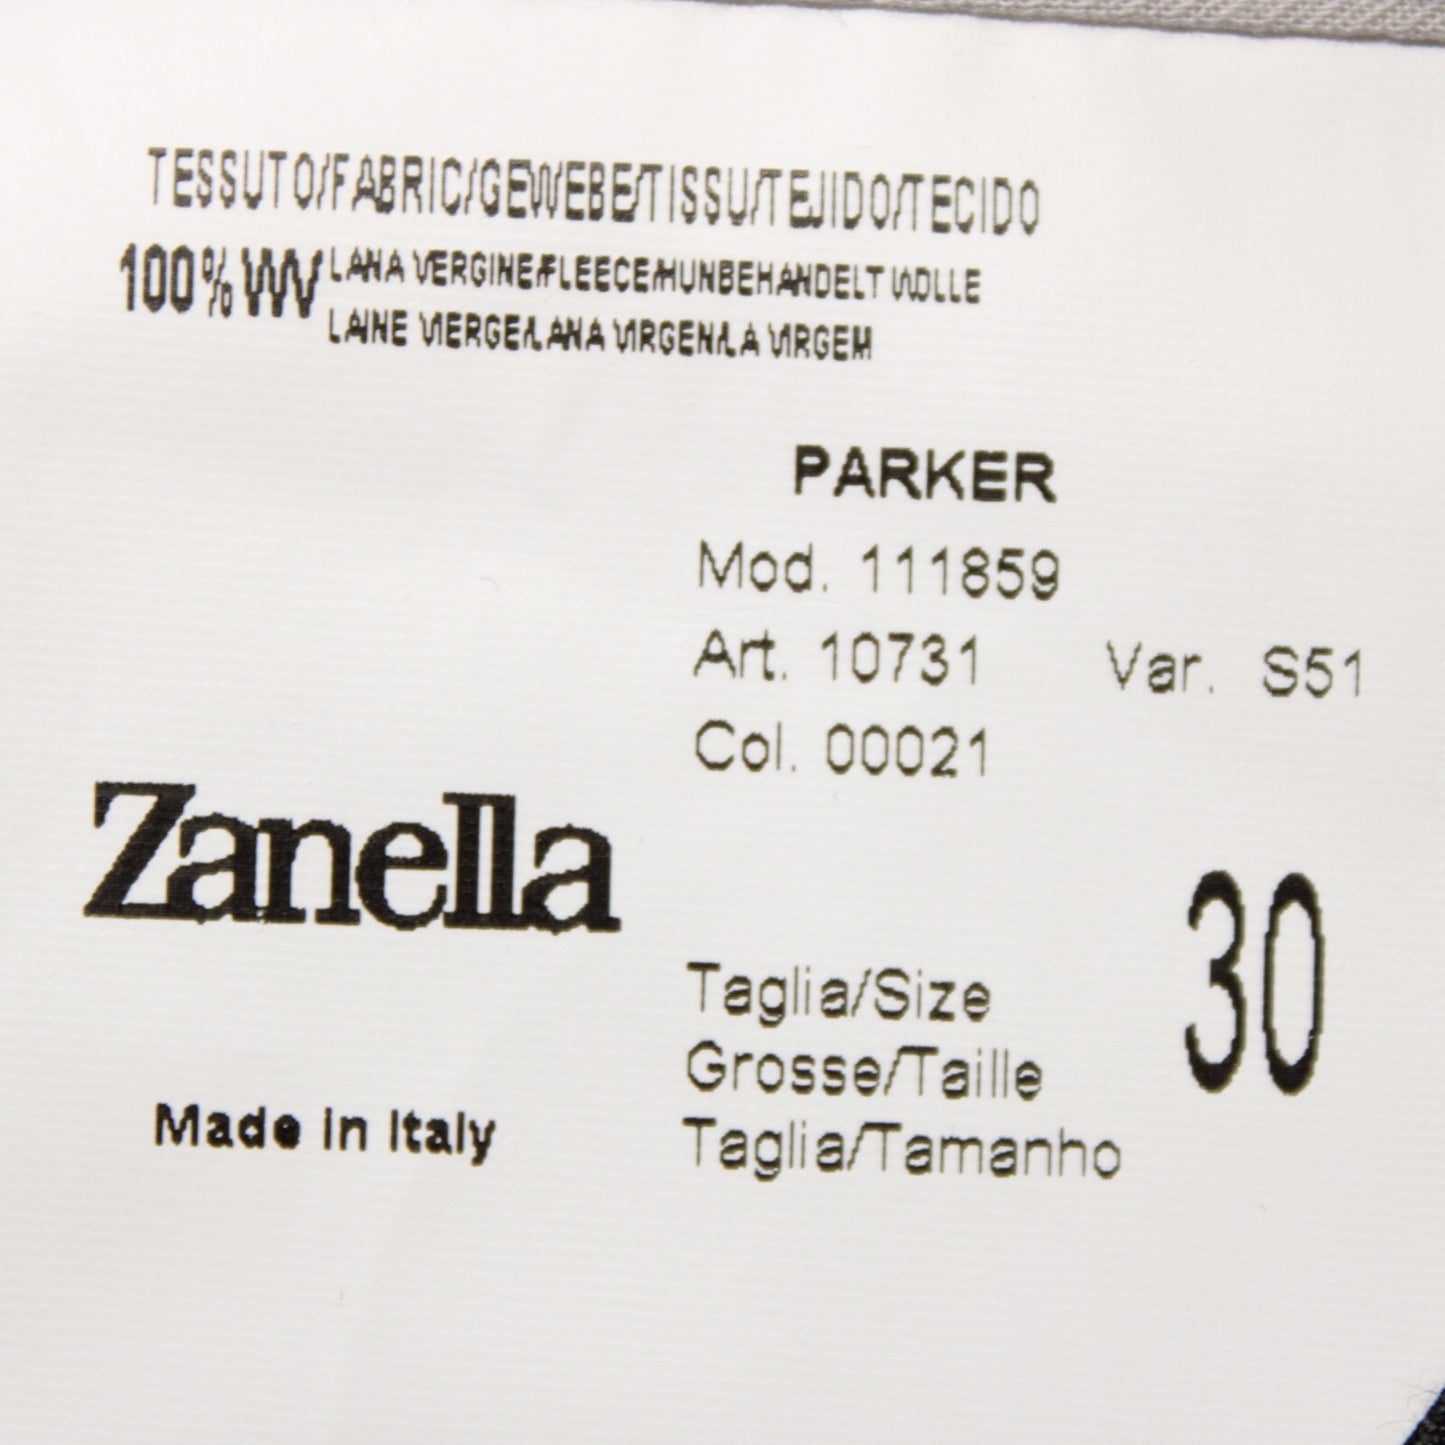 TESSUTO/FABRIC/GEWEBE/TISSU/TEJIDO/TECIDO
100% WV LANA VERGINE/FLEECE/HUNBEHANDELT WOLLE
LAINE VIERGE/LANA VIRGEN/LA VIRGEM
PARKER
Mod. 111859
Art. 10731 Var. S51
Col. 00021
Zanella
30
Taglia/Size
Grosse/Taille
Taglia/Tamanho
Made in Italy